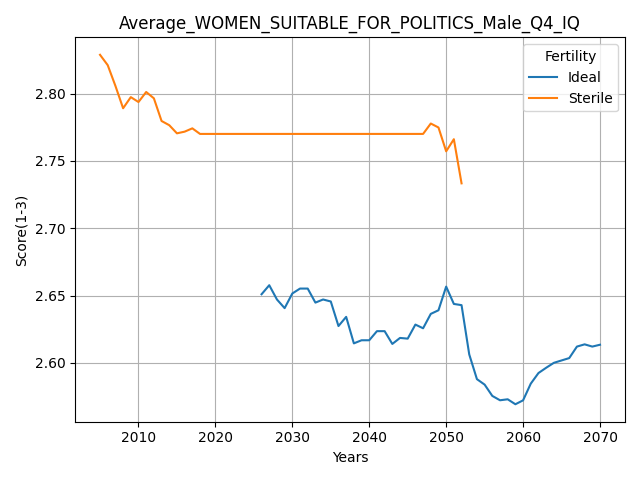 Average_WOMEN_SUITABLE_FOR_POLITICS_Male_Q4_IQ
Fertility
Ideal
Sterile
Score(1-3)
2.80
2.75
2.70
2.65
2.60
2010 2020 2030 2040 2050 2060 2070
Years